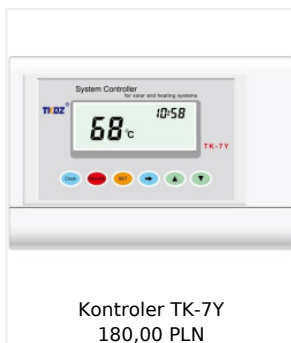 System Controller
for solar and heating systems
TKDZ®
10:58
68°C
TK-7Y
Clock
SET
Kontroler TK-7Y
180,00 PLN